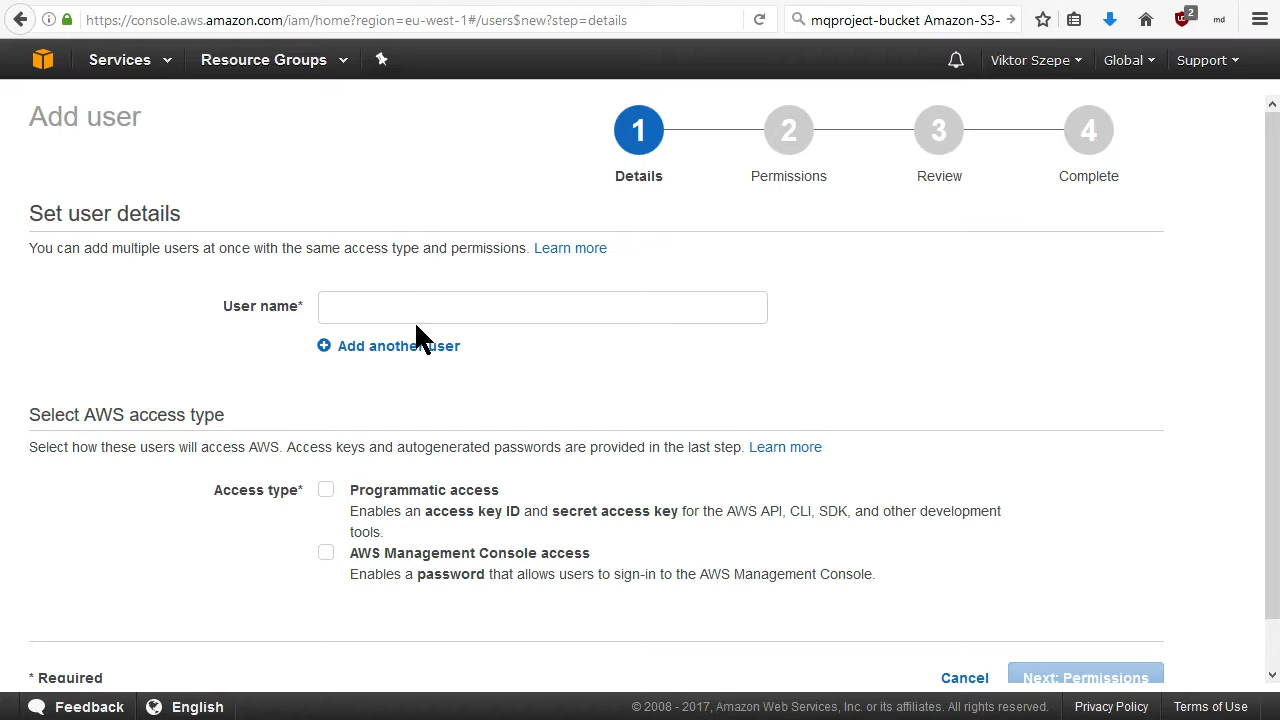 https://console.aws.amazon.com/iam/home?region=eu-west-1#/users$new?step=details
mqproject-bucket Amazon-S3-
2
md
Services
Resource Groups
Viktor Szepe
Global
Support
Add user
1
2
3
4
Details
Permissions
Review
Complete
Set user details
You can add multiple users at once with the same access type and permissions. Learn more
User name*
Add another user
Select AWS access type
Select how these users will access AWS. Access keys and autogenerated passwords are provided in the last step. Learn more
Access type*
Programmatic access
Enables an access key ID and secret access key for the AWS API, CLI, SDK, and other development
tools.
AWS Management Console access
Enables a password that allows users to sign-in to the AWS Management Console.
* Required
Cancel
Next: Permissions
Feedback
English
© 2008 - 2017, Amazon Web Services, Inc. or its affiliates. All rights reserved.
Privacy Policy
Terms of Use